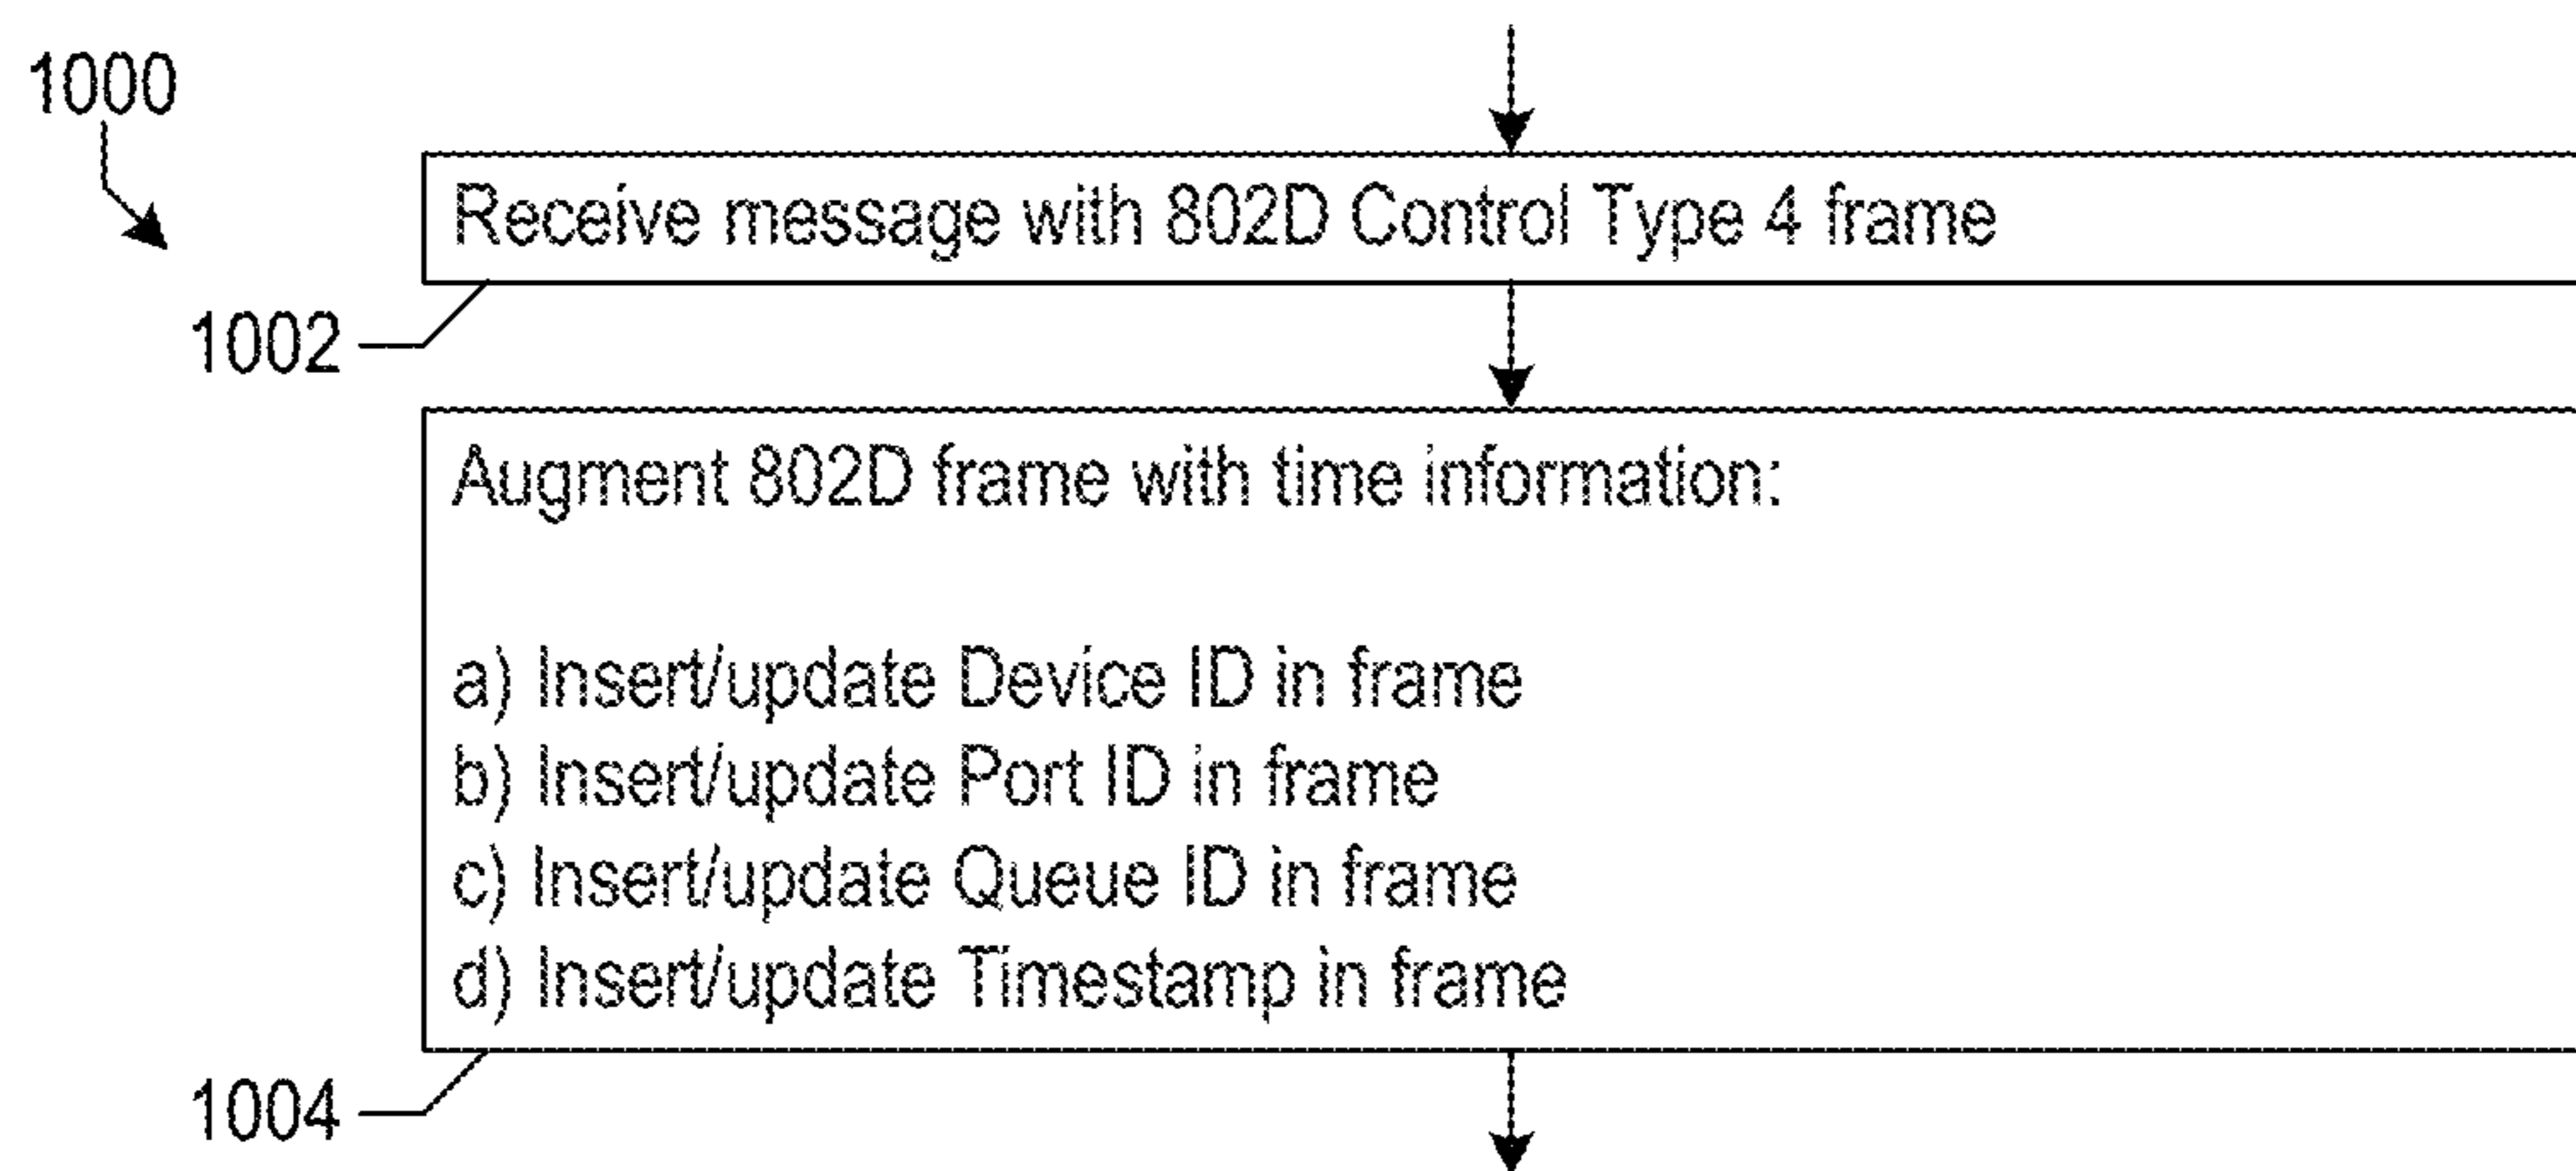 1000
Receive message with 802D Control Type 4 frame
1002
Augment 802D frame with time information:
a) Insert/update Device ID in frame
b) Insert/update Port ID in frame
c) Insert/update Queue ID in frame
d) Insert/update Timestamp in frame
1004